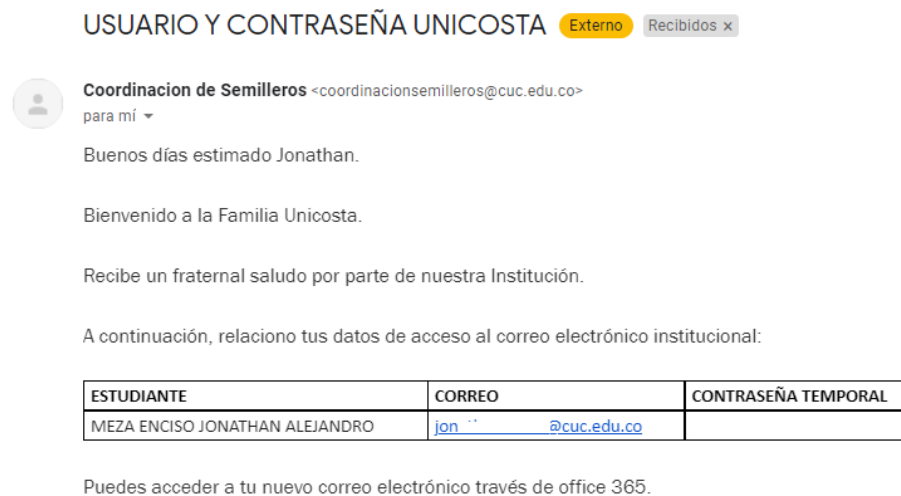 USUARIO Y CONTRASEÑA UNICOSTA Externo Recibidos x
Coordinacion de Semilleros <coordinacionsemilleros@cuc.edu.co>
para mí
Buenos días estimado Jonathan.
Bienvenido a la Familia Unicosta.
Recibe un fraternal saludo por parte de nuestra Institución.
A continuación, relaciono tus datos de acceso al correo electrónico institucional:
ESTUDIANTE CORREO CONTRASEÑA TEMPORAL
MEZA ENCISO JONATHAN ALEJANDRO jon @cuc.edu.co
Puedes acceder a tu nuevo correo electrónico través de office 365.